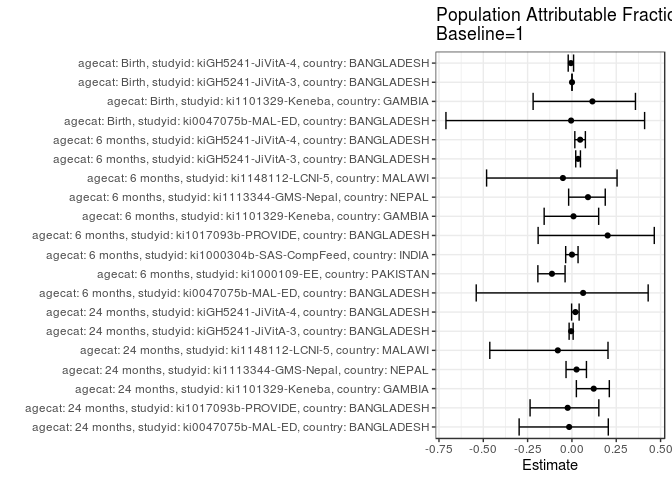 Population Attributable Fractio
Baseline=1
agecat: Birth, studyid: kiGH5241-JiVitA-4, country: BANGLADESH
agecat: Birth, studyid: kiGH5241-JiVitA-3, country: BANGLADESH
agecat: Birth, studyid: ki1101329-Keneba, country: GAMBIA
agecat: Birth, studyid: ki0047075b-MAL-ED, country: BANGLADESH
agecat: 6 months, studyid: kiGH5241-JiVitA-4, country: BANGLADESH
agecat: 6 months, studyid: kiGH5241-JiVitA-3, country: BANGLADESH
agecat: 6 months, studyid: ki1148112-LCNI-5, country: MALAWI
agecat: 6 months, studyid: ki1113344-GMS-Nepal, country: NEPAL
agecat: 6 months, studyid: ki1101329-Keneba, country: GAMBIA
agecat: 6 months, studyid: ki1017093b-PROVIDE, country: BANGLADESH
agecat: 6 months, studyid: ki1000304b-SAS-CompFeed, country: INDIA
agecat: 6 months, studyid: ki1000109-EE, country: PAKISTAN
agecat: 6 months, studyid: ki0047075b-MAL-ED, country: BANGLADESH
agecat: 24 months, studyid: kiGH5241-JiVitA-4, country: BANGLADESH
agecat: 24 months, studyid: kiGH5241-JiVitA-3, country: BANGLADESH
agecat: 24 months, studyid: ki1148112-LCNI-5, country: MALAWI
agecat: 24 months, studyid: ki1113344-GMS-Nepal, country: NEPAL
agecat: 24 months, studyid: ki1101329-Keneba, country: GAMBIA
agecat: 24 months, studyid: ki1017093b-PROVIDE, country: BANGLADESH
agecat: 24 months, studyid: ki0047075b-MAL-ED, country: BANGLADESH
-0.75 -0.50 -0.25 0.00 0.25 0.50
Estimate